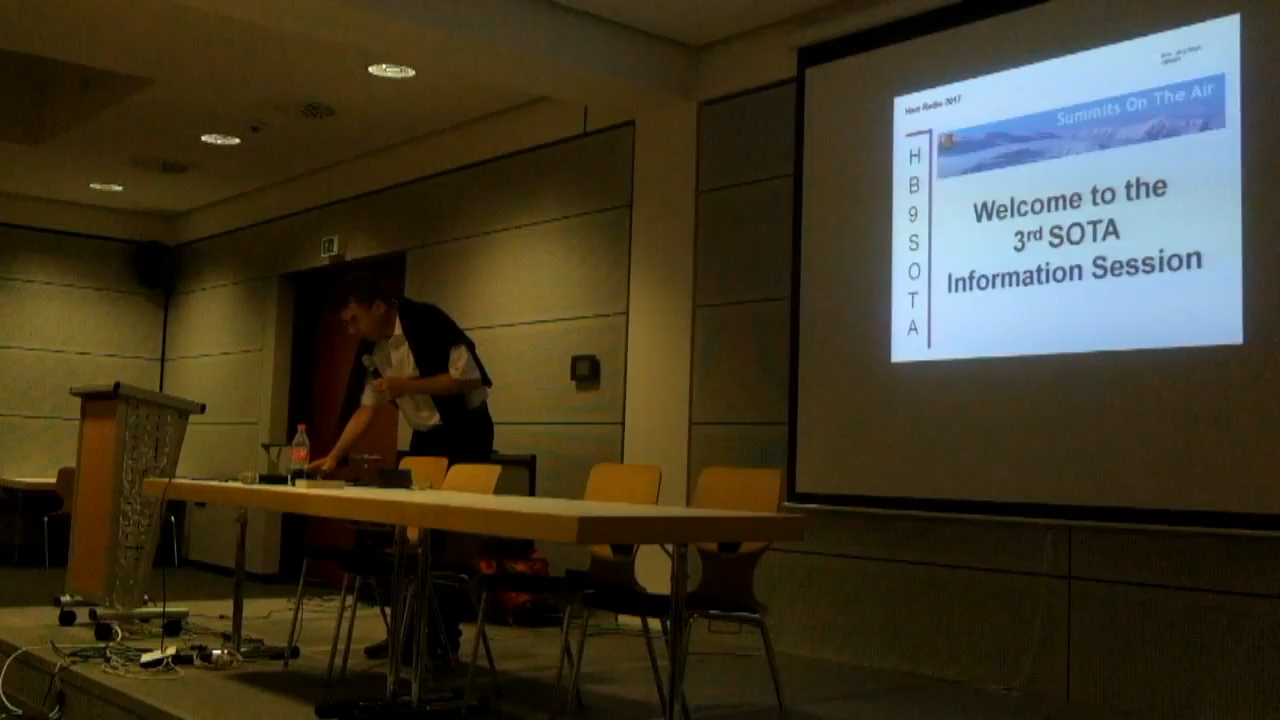 Ham Radio 2017
Summits On The Air
H
B
9
S
O
T
A
Welcome to the
3rd SOTA
Information Session